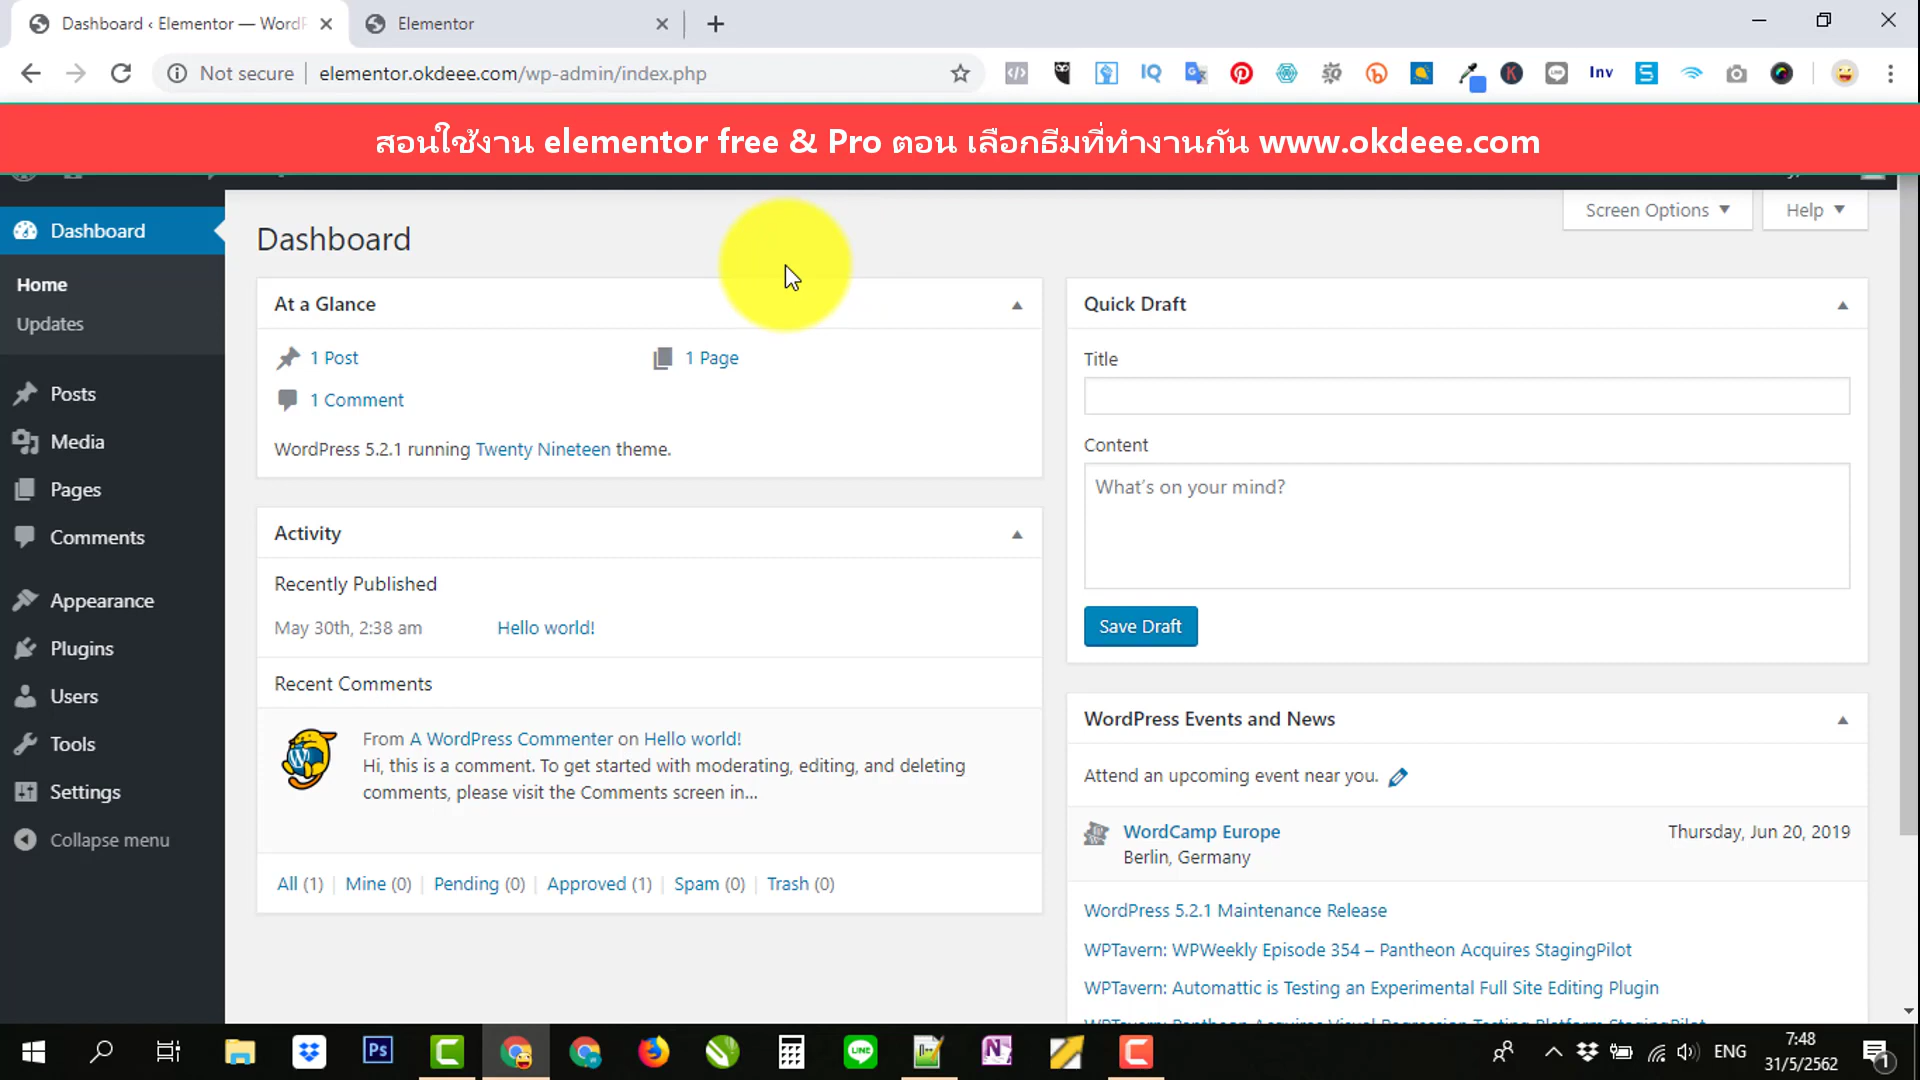 Dashboard ‹ Elementor — WordP
Elementor
Not secure
elementor.okdeee.com/wp-admin/index.php
Inv
สอนใช้งาน elementor free & Pro ตอน เลือกธีมที่ทำงานกัน www.okdeee.com
Screen Options
Help
Dashboard
Home
Updates
Posts
Media
Pages
Comments
Appearance
Plugins
Users
Tools
Settings
Collapse menu
Dashboard
At a Glance
1 Post
1 Page
1 Comment
WordPress 5.2.1 running Twenty Nineteen theme.
Activity
Recently Published
May 30th, 2:38 am
Hello world!
Recent Comments
From A WordPress Commenter on Hello world!
Hi, this is a comment. To get started with moderating, editing, and deleting
comments, please visit the Comments screen in...
All (1) | Mine (0) | Pending (0) | Approved (1) | Spam (0) | Trash (0)
Quick Draft
Title
Content
What's on your mind?
Save Draft
WordPress Events and News
Attend an upcoming event near you.
WordCamp Europe
Thursday, Jun 20, 2019
Berlin, Germany
WordPress 5.2.1 Maintenance Release
WPTavern: WPWeekly Episode 354 – Pantheon Acquires StagingPilot
WPTavern: Automattic is Testing an Experimental Full Site Editing Plugin
Ps
LINE
N
ENG
7:48
31/5/2562
1